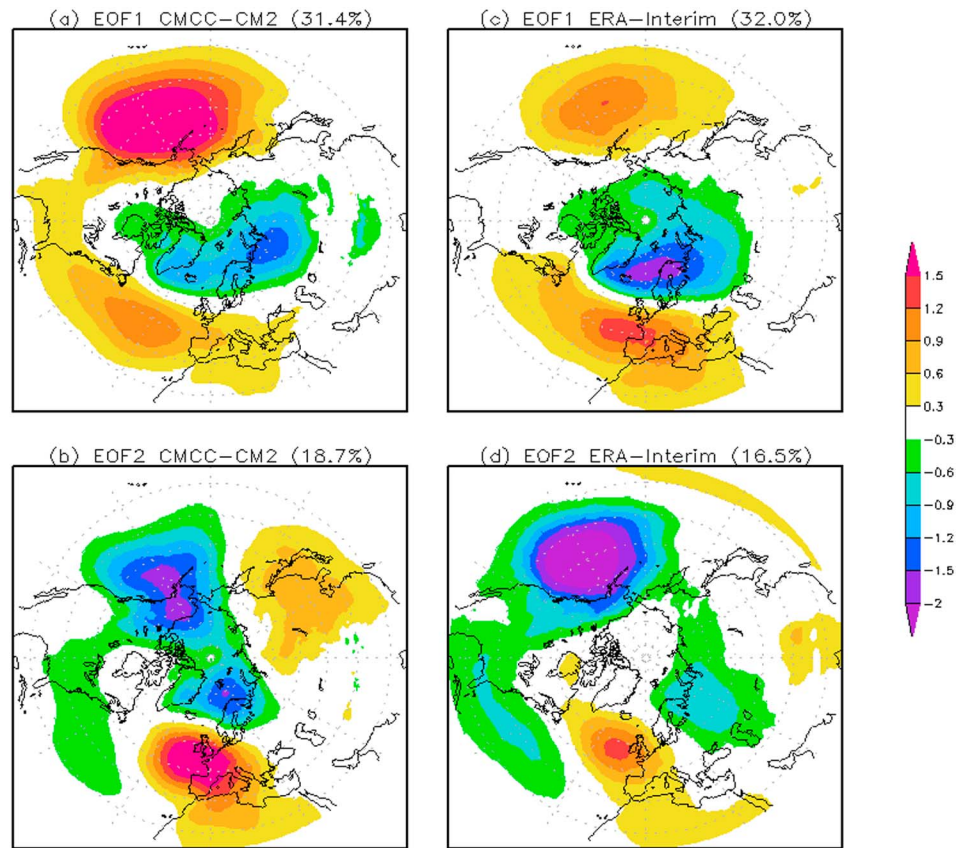 (a) EOF1 CMCC-CM2 (31.4%)
(c) EOF1 ERA-Interim (32.0%)
(b) EOF2 CMCC-CM2 (18.7%)
(d) EOF2 ERA-Interim (16.5%)
1.5
1.2
0.9
0.6
0.3
-0.3
-0.6
-0.9
-1.2
-1.5
-2